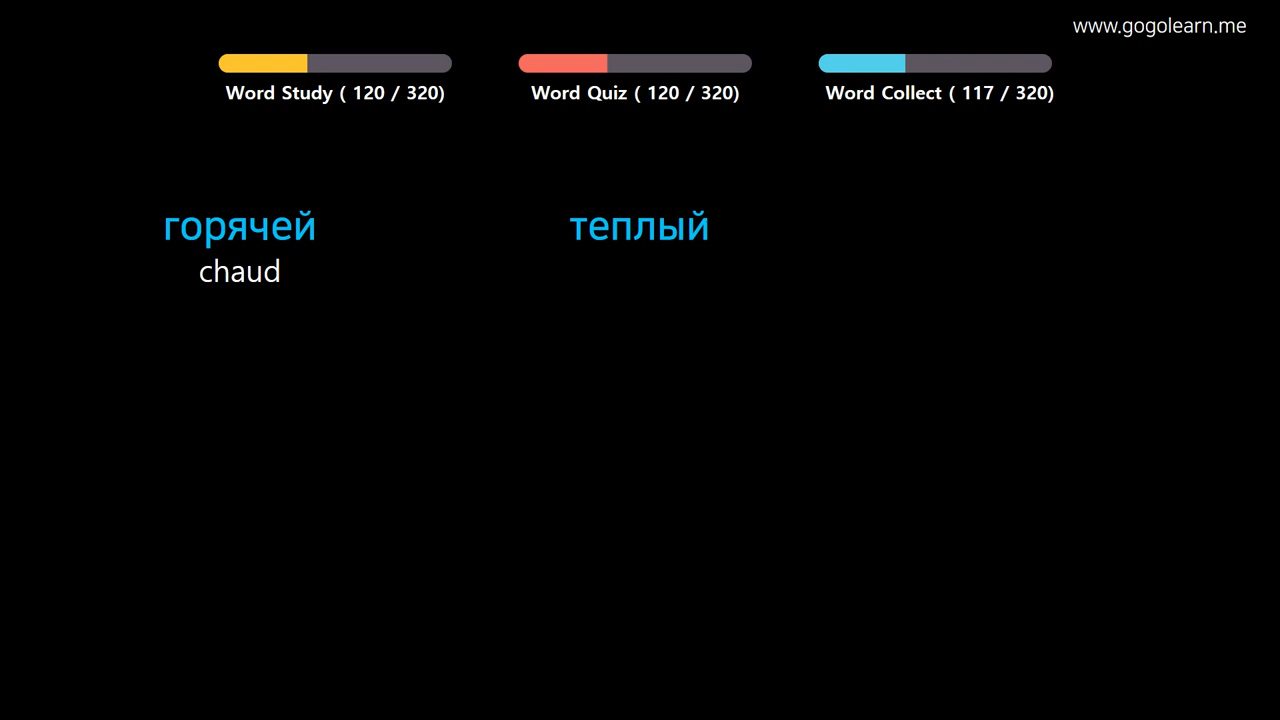 www.gogolearn.me
Word Study ( 120 / 320)
Word Quiz ( 120 / 320)
Word Collect ( 117 / 320)
горячей
chaud
теплый